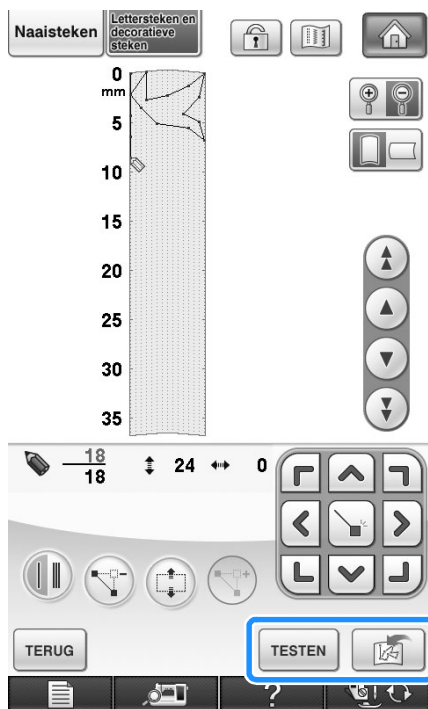 Naaisteken
Lettersteken en
decoratieve
steken
0
mm
5
10
15
20
25
30
35
18
18
24
0
TERUG
TESTEN
?